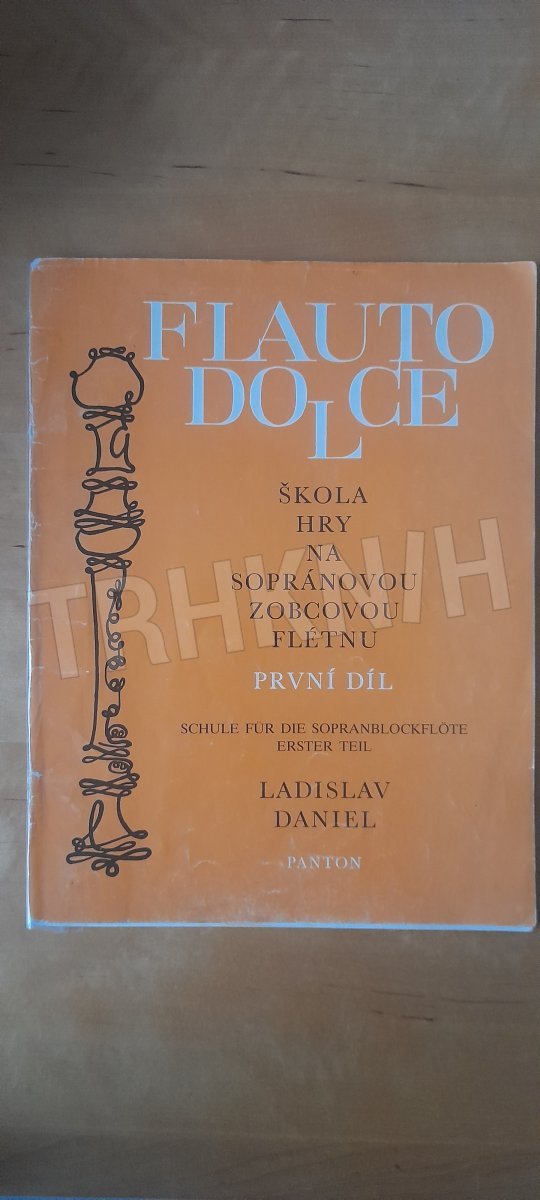 FLAUTO
DOLCE
ŠKOLA
HRY
NA
SOPRÁNOVOU
ZOBCOVOU
FLÉTNU
PRVNÍ DÍL
SCHULE FÜR DIE SOPRANBLOCKFLÖTE
ERSTER TEIL
LADISLAV
DANIEL
PANTON
TRHKNIH